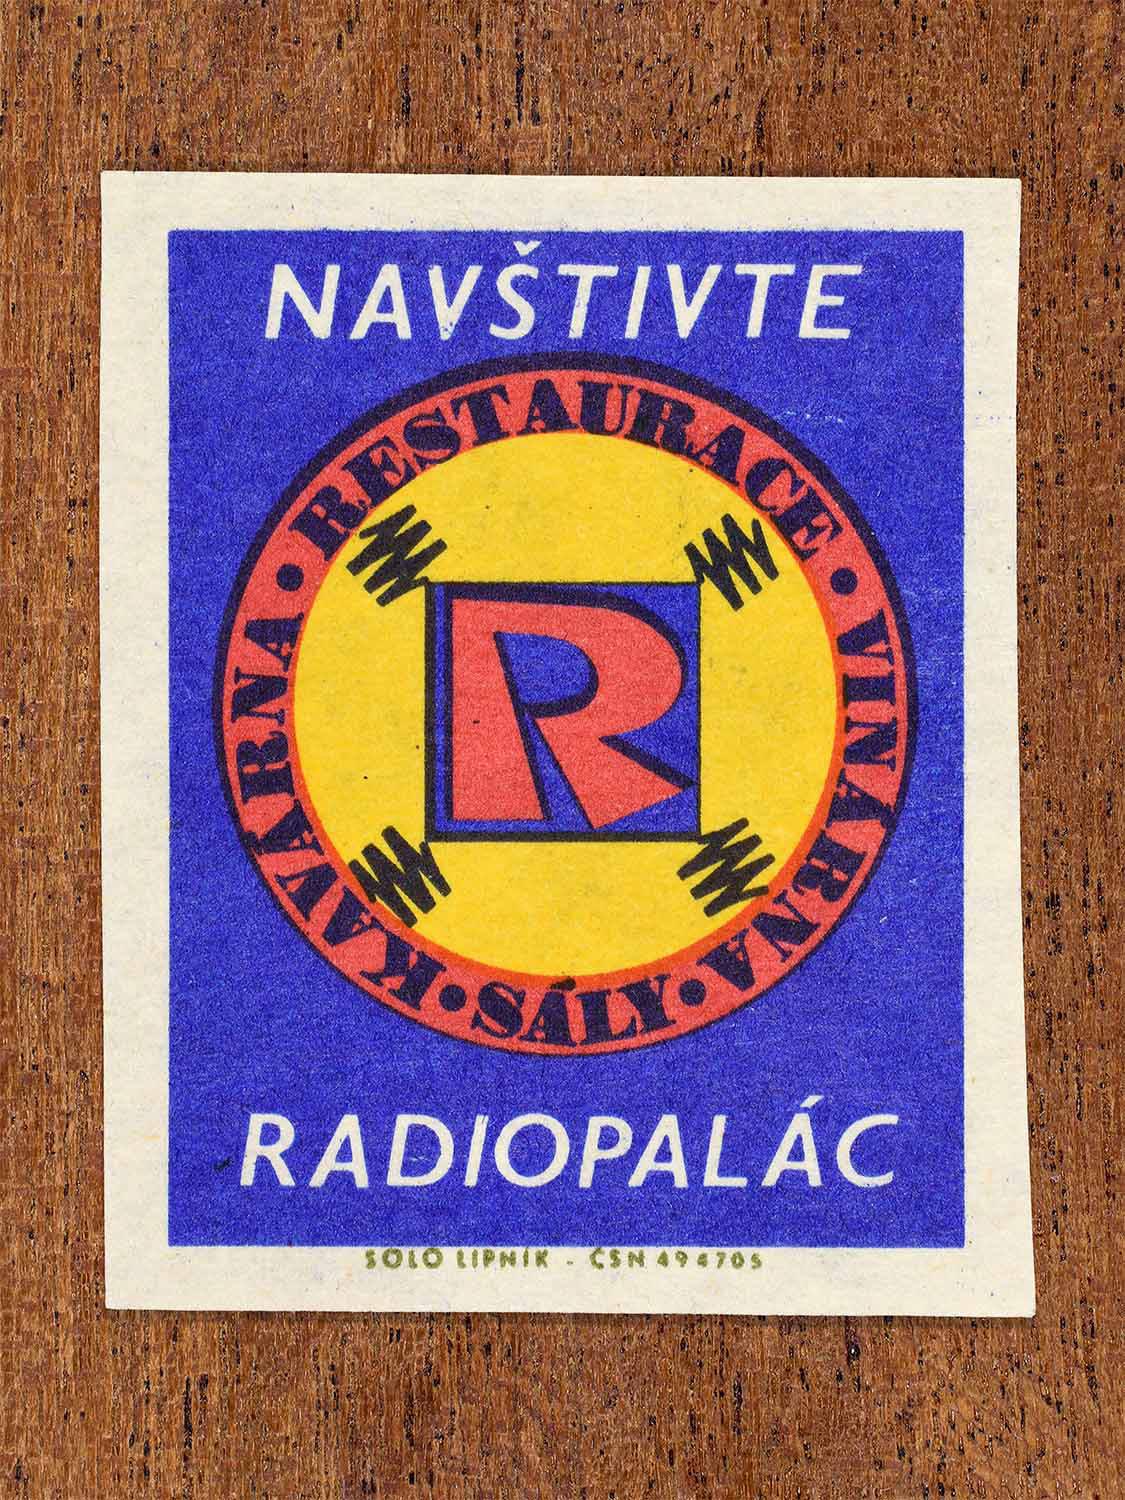 NAVŠTIVTE
KAVÁRNA • RESTAURACE • VINÁRNA • SÁLY •
R
RADIOPALÁC
SOLO LIPNÍK - ČSN 494705